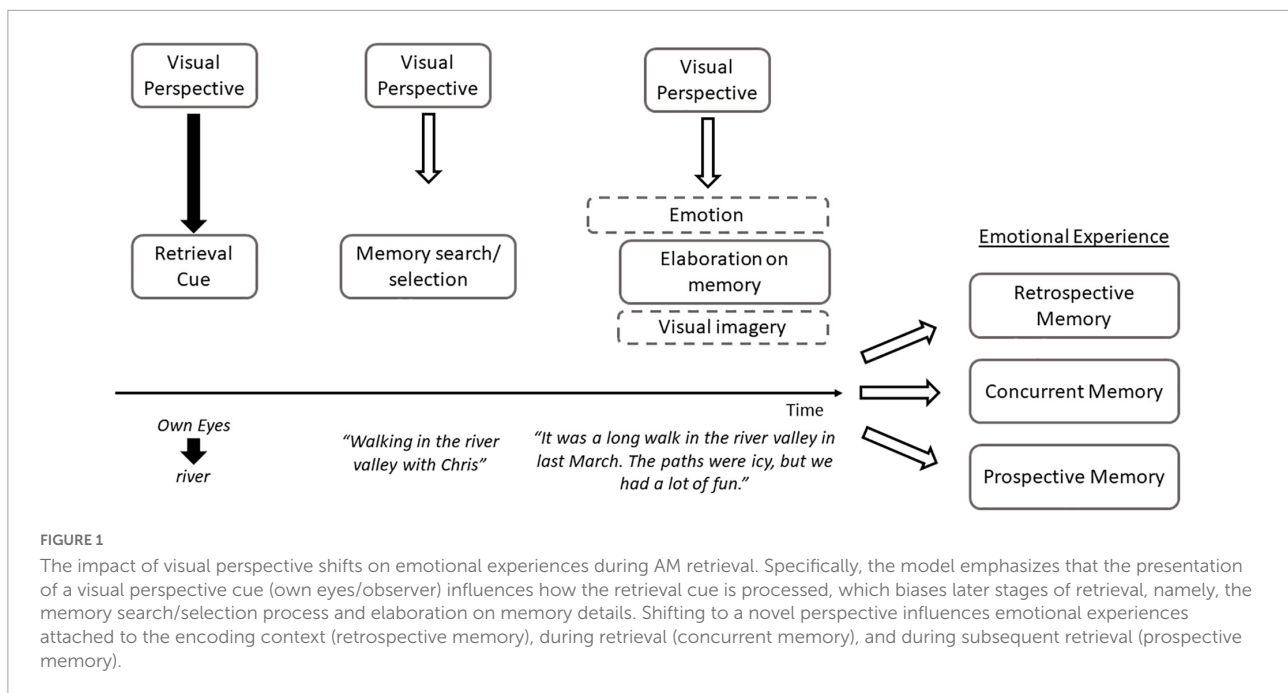 Visual
Perspective
Visual
Perspective
Visual
Perspective
Retrieval
Cue
Memory search/
selection
Emotion
Elaboration on
memory
Visual imagery
Emotional Experience
Retrospective
Memory
Concurrent Memory
Prospective Memory
Time
Own Eyes
river
“Walking in the river
valley with Chris”
“It was a long walk in the river valley in
last March. The paths were icy, but we
had a lot of fun.”
FIGURE 1
The impact of visual perspective shifts on emotional experiences during AM retrieval. Specifically, the model emphasizes that the presentation
of a visual perspective cue (own eyes/observer) influences how the retrieval cue is processed, which biases later stages of retrieval, namely, the
memory search/selection process and elaboration on memory details. Shifting to a novel perspective influences emotional experiences
attached to the encoding context (retrospective memory), during retrieval (concurrent memory), and during subsequent retrieval (prospective
memory).